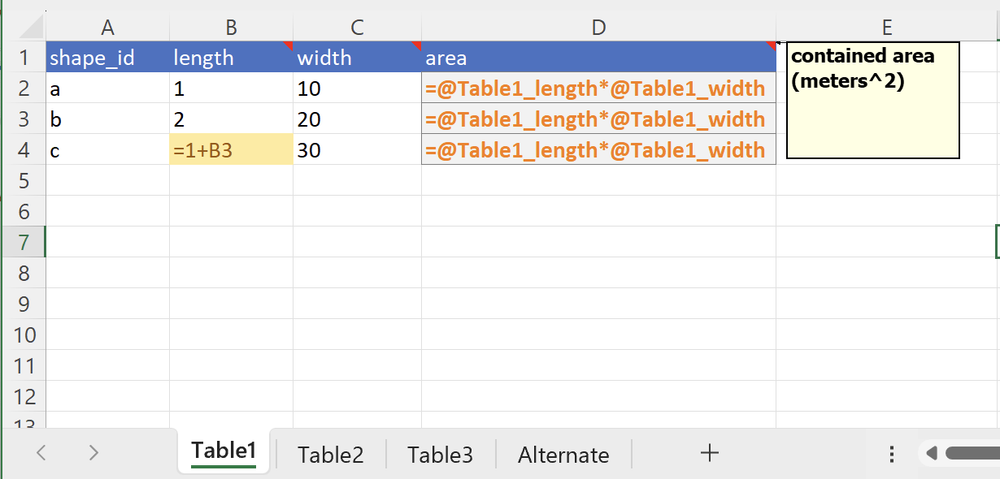 A B C D E
1 shape_id length width area
contained area
(meters^2)
2 a 1 10 =@Table1_length*@Table1_width
3 b 2 20 =@Table1_length*@Table1_width
4 c =1+B3 30 =@Table1_length*@Table1_width
5
6
7
8
9
10
11
12
13
Table1 Table2 Table3 Alternate +